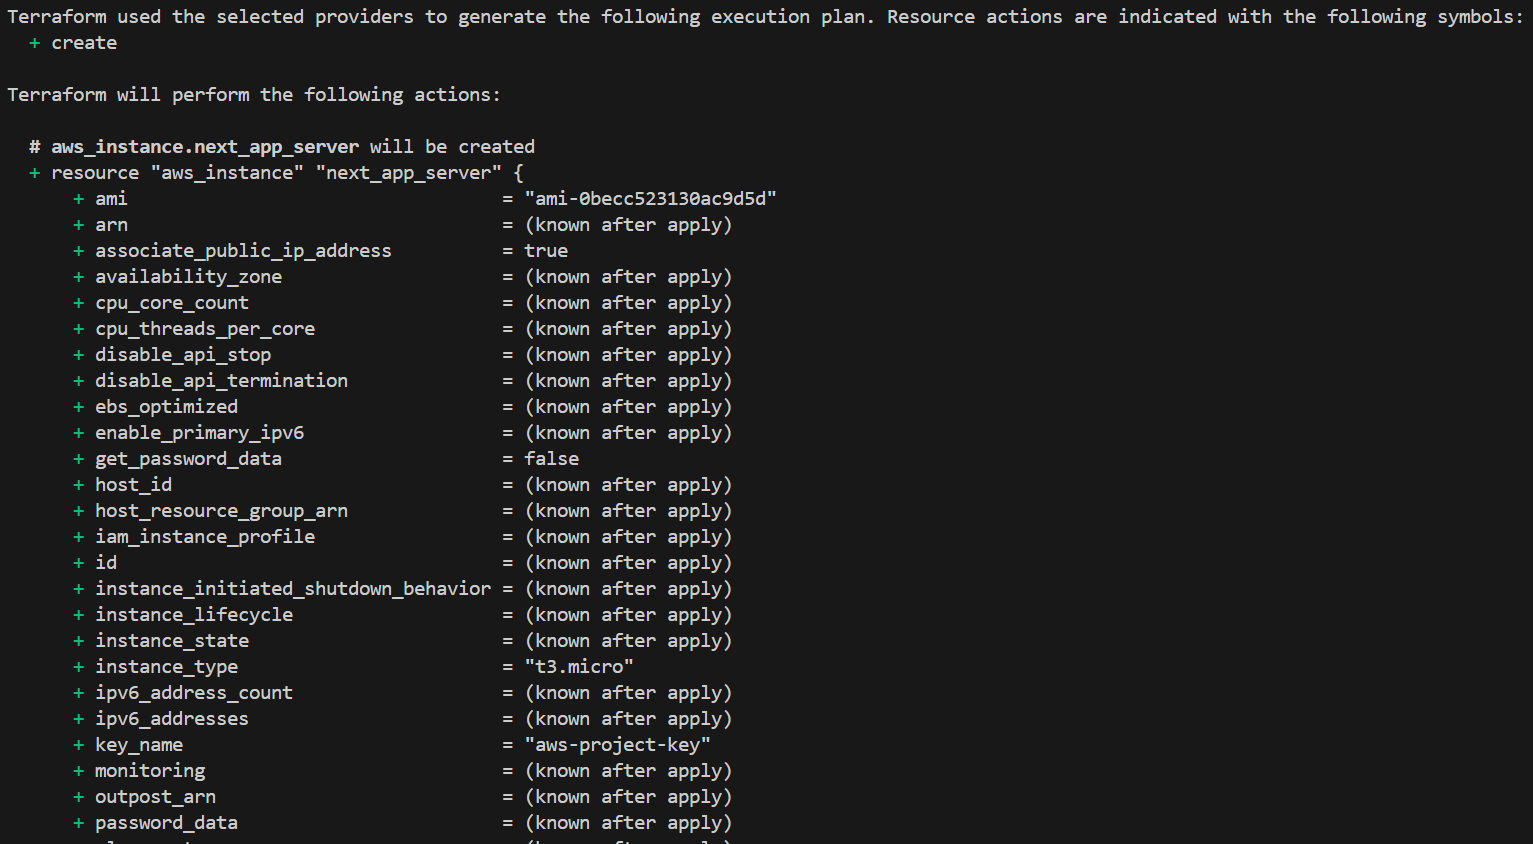 Terraform used the selected providers to generate the following execution plan. Resource actions are indicated with the following symbols:
+ create
Terraform will perform the following actions:
# aws_instance.next_app_server will be created
+ resource "aws_instance" "next_app_server" {
+ ami = "ami-0becc523130ac9d5d"
+ arn = (known after apply)
+ associate_public_ip_address = true
+ availability_zone = (known after apply)
+ cpu_core_count = (known after apply)
+ cpu_threads_per_core = (known after apply)
+ disable_api_stop = (known after apply)
+ disable_api_termination = (known after apply)
+ ebs_optimized = (known after apply)
+ enable_primary_ipv6 = (known after apply)
+ get_password_data = false
+ host_id = (known after apply)
+ host_resource_group_arn = (known after apply)
+ iam_instance_profile = (known after apply)
+ id = (known after apply)
+ instance_initiated_shutdown_behavior = (known after apply)
+ instance_lifecycle = (known after apply)
+ instance_state = (known after apply)
+ instance_type = "t3.micro"
+ ipv6_address_count = (known after apply)
+ ipv6_addresses = (known after apply)
+ key_name = "aws-project-key"
+ monitoring = (known after apply)
+ outpost_arn = (known after apply)
+ password_data = (known after apply)